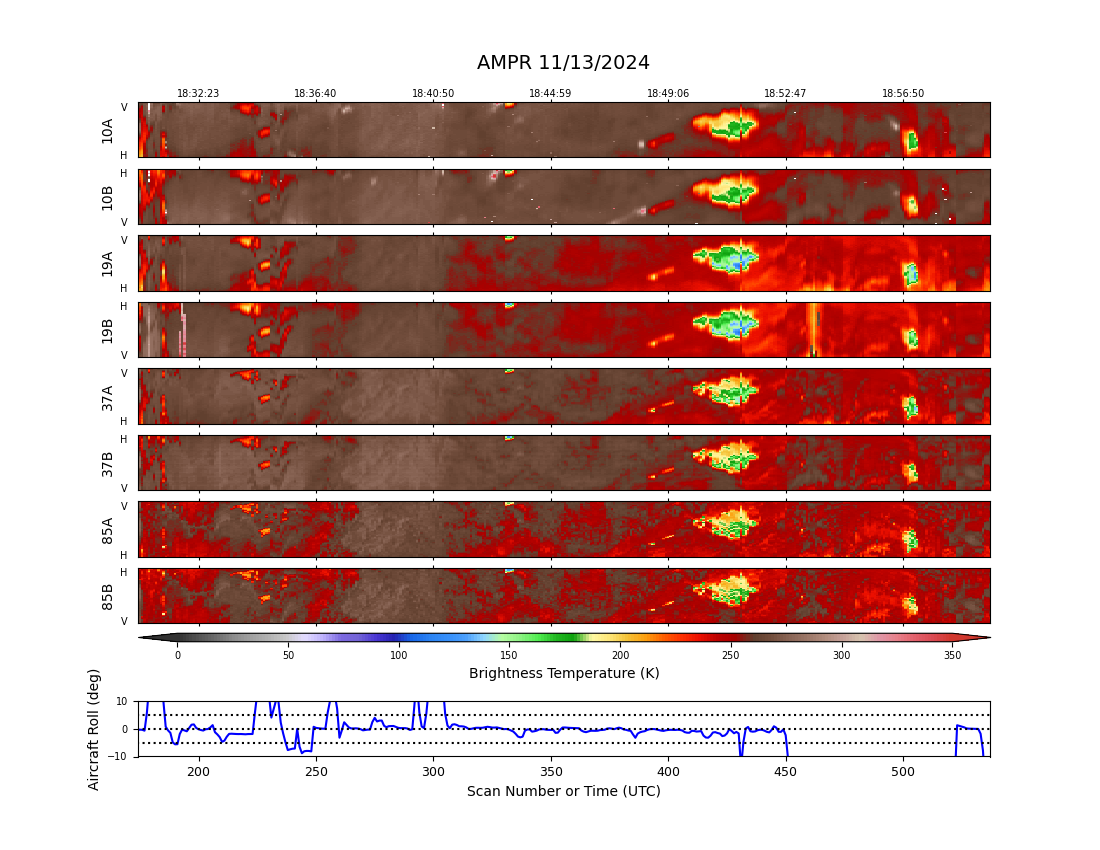 AMPR 11/13/2024
18:32:23 18:36:40 18:40:50 18:44:59 18:49:06 18:52:47 18:56:50
V
10A
H
H
10B
V
V
19A
H
H
19B
V
V
37A
H
H
37B
V
V
85A
H
H
85B
V
0 50 100 150 200 250 300 350
Brightness Temperature (K)
Aircraft Roll (deg)
10
0
−10
200 250 300 350 400 450 500
Scan Number or Time (UTC)